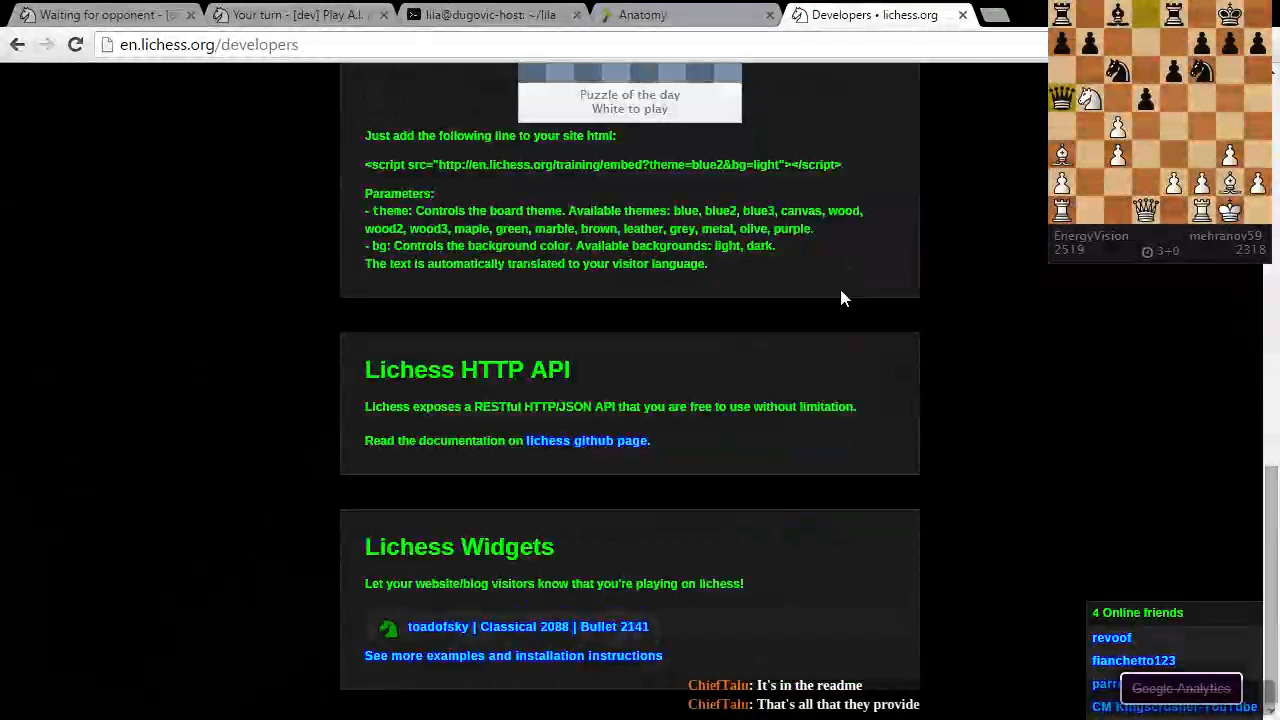 Waiting for opponent - [
Your turn - [dev] Play A.I.
lila@dugovic-host: ~/lila
Anatomy
Developers • lichess.org
en.lichess.org/developers
Puzzle of the day
White to play
Just add the following line to your site html:
<script src="http://en.lichess.org/training/embed?theme=blue2&bg=light"></script>
Parameters:
- theme: Controls the board theme. Available themes: blue, blue2, blue3, canvas, wood,
wood2, wood3, maple, green, marble, brown, leather, grey, metal, olive, purple.
- bg: Controls the background color. Available backgrounds: light, dark.
The text is automatically translated to your visitor language.
EnergyVision mehranov59
2519 3+0 2318
Lichess HTTP API
Lichess exposes a RESTful HTTP/JSON API that you are free to use without limitation.
Read the documentation on lichess github page.
Lichess Widgets
Let your website/blog visitors know that you're playing on lichess!
toadofsky | Classical 2088 | Bullet 2141
See more examples and installation instructions
4 Online friends
revoof
fianchetto123
parr
Google Analytics
CM Kingscrusher-YouTube
ChiefTalu: It's in the readme
ChiefTalu: That's all that they provide